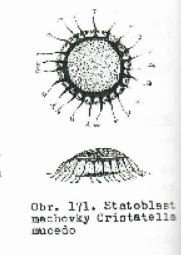 Obr. 171. Statoblast
mechovky Cristatella
mucedo